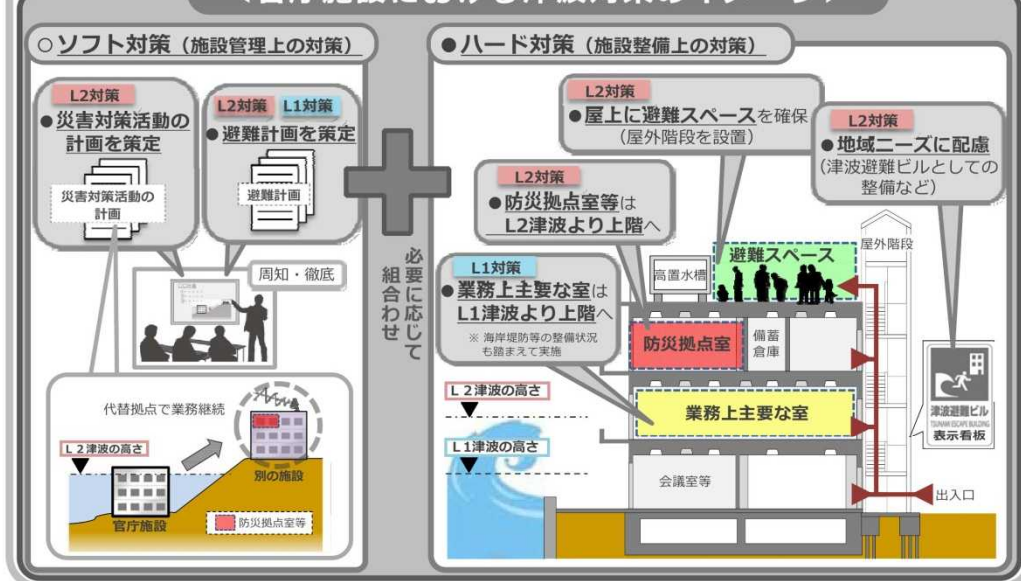 〈官庁施設における津波対策のイメージ〉
○ソフト対策（施設管理上の対策）
L2対策
●災害対策活動の
計画を策定
災害対策活動の
計画
L2対策 L1対策
●避難計画を策定
避難計画
周知・徹底
代替拠点で業務継続
L２津波の高さ
官庁施設
別の施設
防災拠点室等
必要に応じて
組合わせ
●ハード対策（施設整備上の対策）
L2対策
●屋上に避難スペースを確保
（屋外階段を設置）
L2対策
●地域ニーズに配慮
（津波避難ビルとしての
整備など）
L2対策
●防災拠点室等は
L2津波より上階へ
L1対策
●業務上主要な室は
L1津波より上階へ
※ 海岸堤防等の整備状況
も踏まえて実施
屋外階段
高置水槽
避難スペース
防災拠点室
備蓄
倉庫
L２津波の高さ
業務上主要な室
L1津波の高さ
会議室等
出入口
津波避難ビル
TSUNAMI ESCAPE BUILDING
表示看板